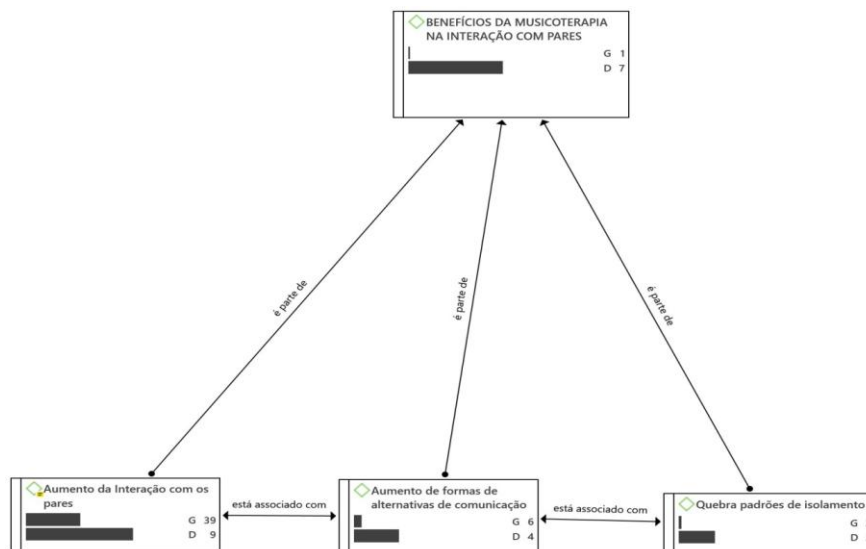 BENEFÍCIOS DA MUSICOTERAPIA
NA INTERAÇÃO COM PARES
G 1
D 7
é parte de
é parte de
é parte de
Aumento da Interação com os
pares
G 39
D 9
está associado com
Aumento de formas de
alternativas de comunicação
G 6
D 4
está associado com
Quebra padrões de isolamento
G
D